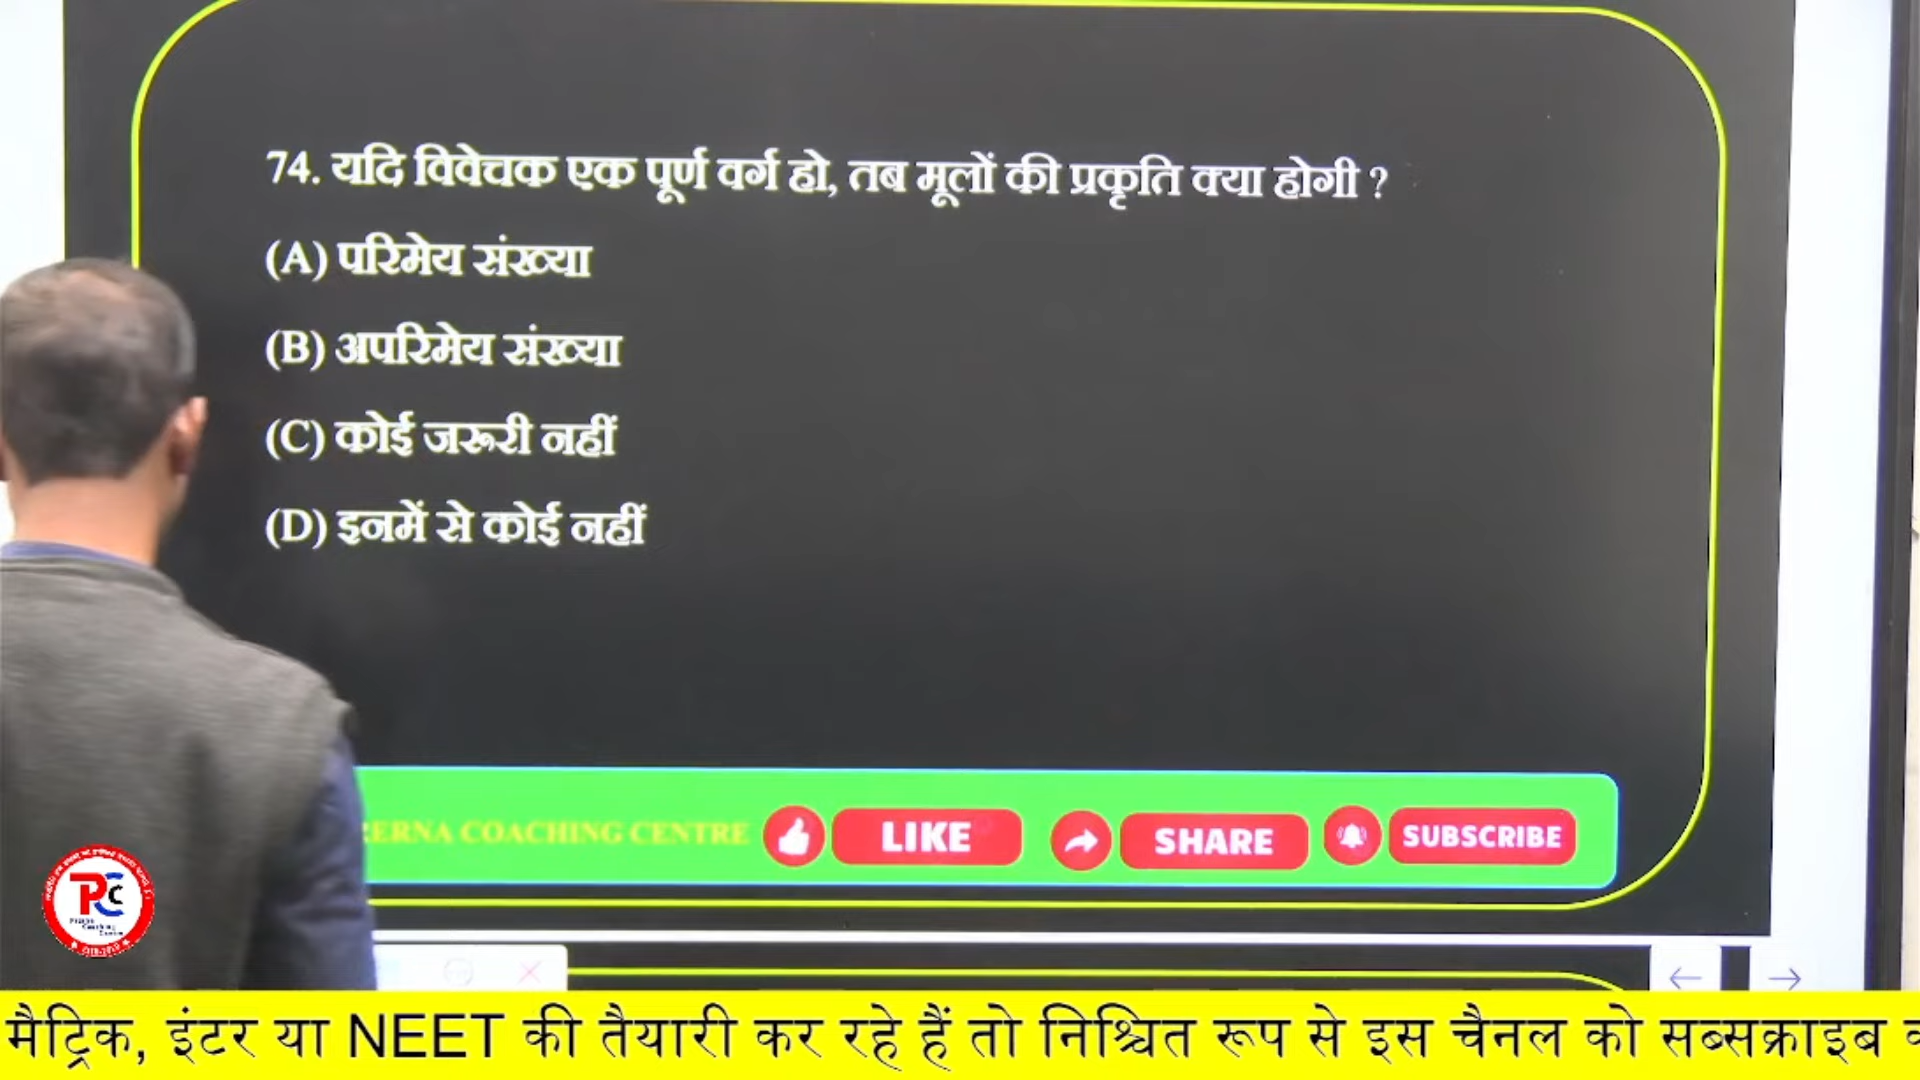 74. यदि विवेचक एक पूर्ण वर्ग हो, तब मूलों की प्रकृति क्या होगी ?
(A) परिमेय संख्या
(B) अपरिमेय संख्या
(C) कोई जरूरी नहीं
(D) इनमें से कोई नहीं
COACHING CENTRE
LIKE
SHARE
SUBSCRIBE
PCC
मैट्रिक, इंटर या NEET की तैयारी कर रहे हैं तो निश्चित रूप से इस चैनल को सब्सक्राइब